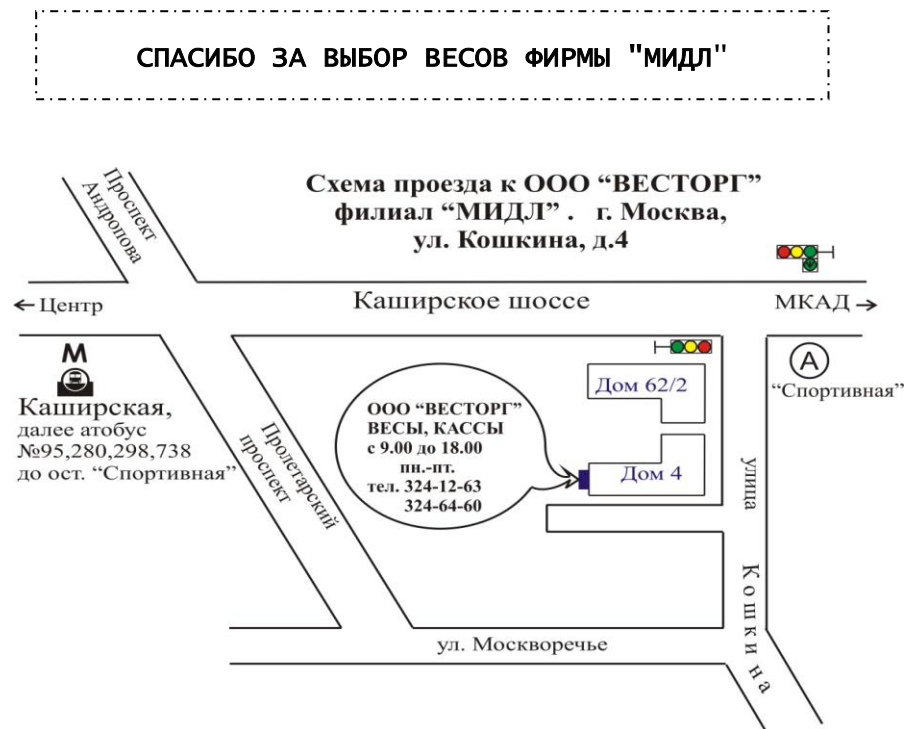 СПАСИБО ЗА ВЫБОР ВЕСОВ ФИРМЫ "МИДЛ"
Схема проезда к ООО “ВЕСТОРГ”
филиал “МИДЛ” . г. Москва,
ул. Кошкина, д.4
Проспект
Андропова
←Центр
Каширское шоссе
МКАД→
М
Каширская,
далее атобус
№95,280,298,738
до ост. “Спортивная”
Пролетарский
проспект
ООО “ВЕСТОРГ”
ВЕСЫ, КАССЫ
с 9.00 до 18.00
пн.-пт.
тел. 324-12-63
324-64-60
Дом 62/2
Дом 4
А
“Спортивная”
улица Кошкина
ул. Москворечье